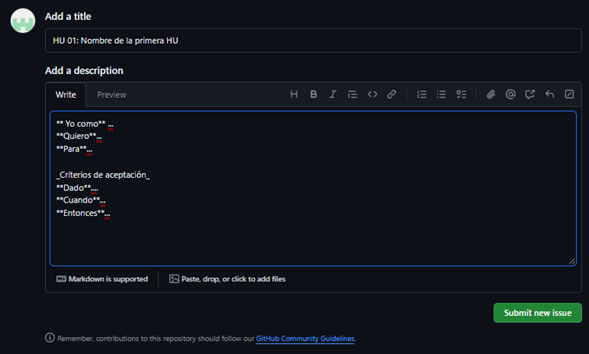 Add a title
HU 01: Nombre de la primera HU
Add a description
Write Preview
** Yo como** ...
**Quiero**...
**Para**...
_Criterios de aceptación_
**Dado**....
**Cuando**...
**Entonces**...
Markdown is supported Paste, drop, or click to add files
Submit new issue
Remember, contributions to this repository should follow our GitHub Community Guidelines.